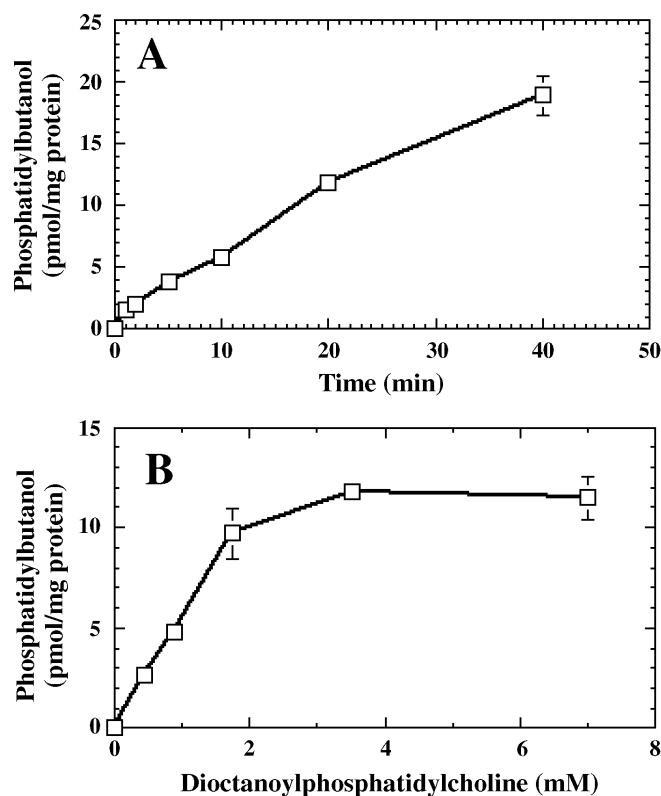 A
Phosphatidylbutanol
(pmol/mg protein)
25
20
15
10
5
0
0 10 20 30 40 50
Time (min)
B
Phosphatidylbutanol
(pmol/mg protein)
15
10
5
0
0 2 4 6 8
Dioctanoylphosphatidylcholine (mM)